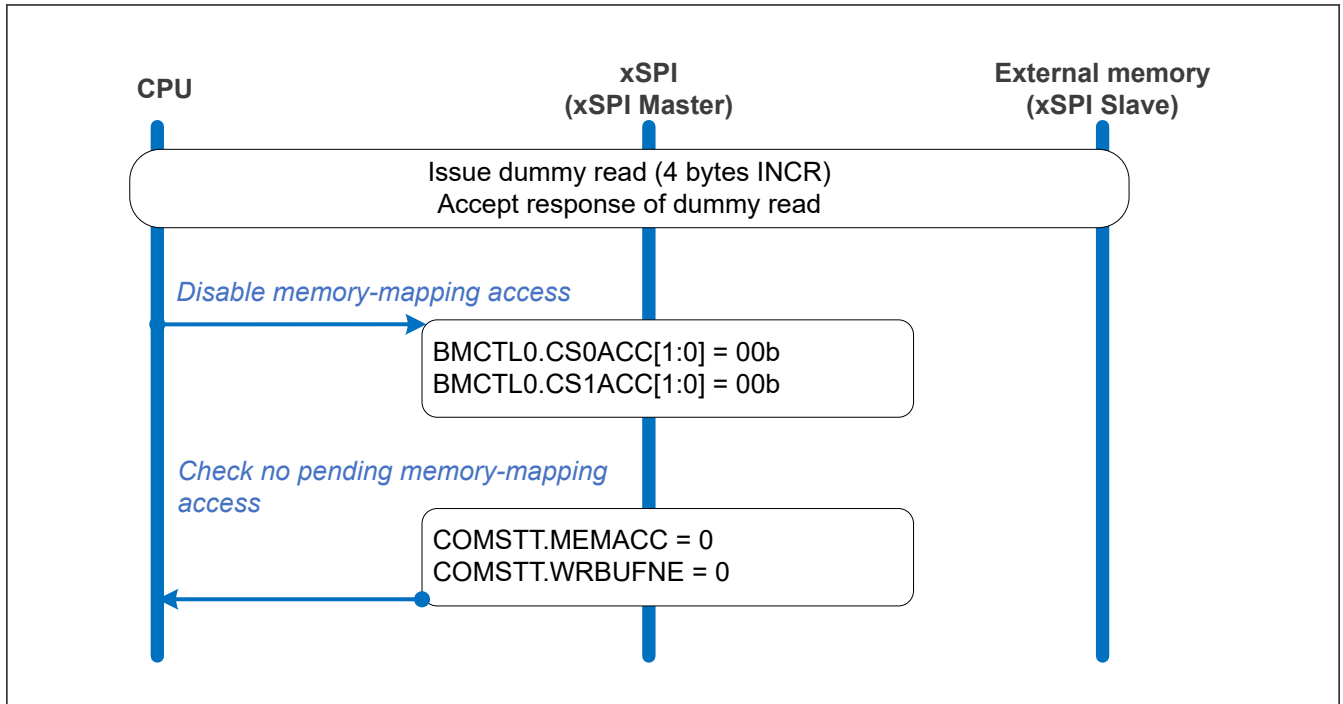 CPU
xSPI
(xSPI Master)
External memory
(xSPI Slave)
Issue dummy read (4 bytes INCR)
Accept response of dummy read
Disable memory-mapping access
BMCTL0.CS0ACC[1:0] = 00b
BMCTL0.CS1ACC[1:0] = 00b
Check no pending memory-mapping
access
COMSTT.MEMACC = 0
COMSTT.WRBUFNE = 0